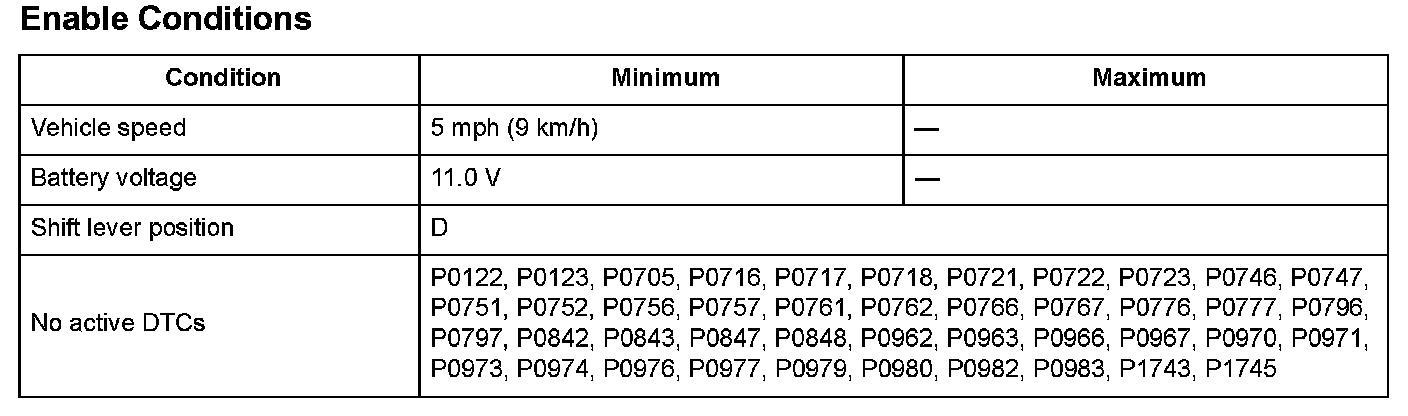 Enable Conditions
Condition Minimum Maximum
Vehicle speed 5 mph (9 km/h) —
Battery voltage 11.0 V —
Shift lever position D
No active DTCs
P0122, P0123, P0705, P0716, P0717, P0718, P0721, P0722, P0723, P0746, P0747,
P0751, P0752, P0756, P0757, P0761, P0762, P0766, P0767, P0776, P0777, P0796,
P0797, P0842, P0843, P0847, P0848, P0962, P0963, P0966, P0967, P0970, P0971,
P0973, P0974, P0976, P0977, P0979, P0980, P0982, P0983, P1743, P1745